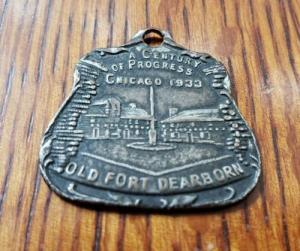 A CENTURY
OF PROGRESS
CHICAGO 1933
OLD FORT DEARBORN